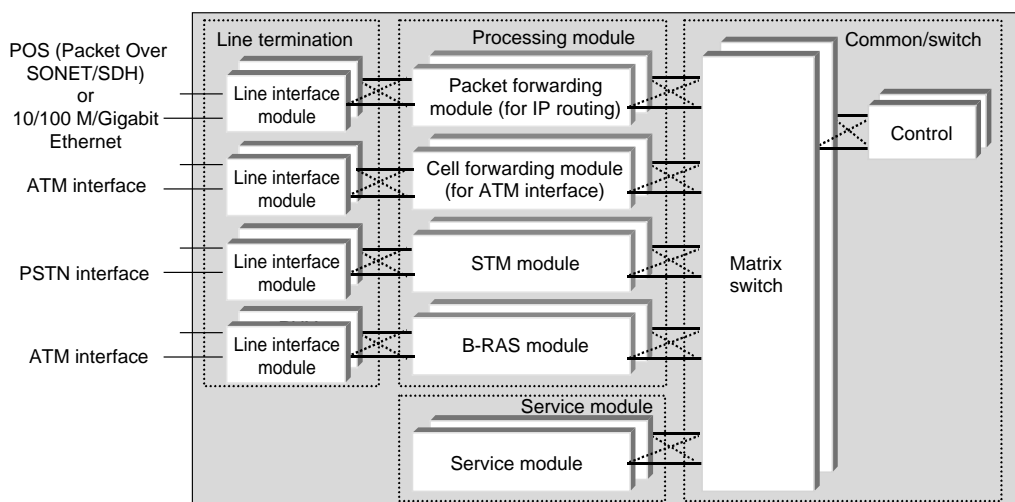 Line termination
Processing module
Common/switch
POS (Packet Over
SONET/SDH)
or
10/100 M/Gigabit
Ethernet
Line interface
module
Packet forwarding
module (for IP routing)
Control
ATM interface
Line interface
module
Cell forwarding module
(for ATM interface)
PSTN interface
Line interface
module
STM module
Matrix
switch
ATM interface
Line interface
module
B-RAS module
Service module
Service module